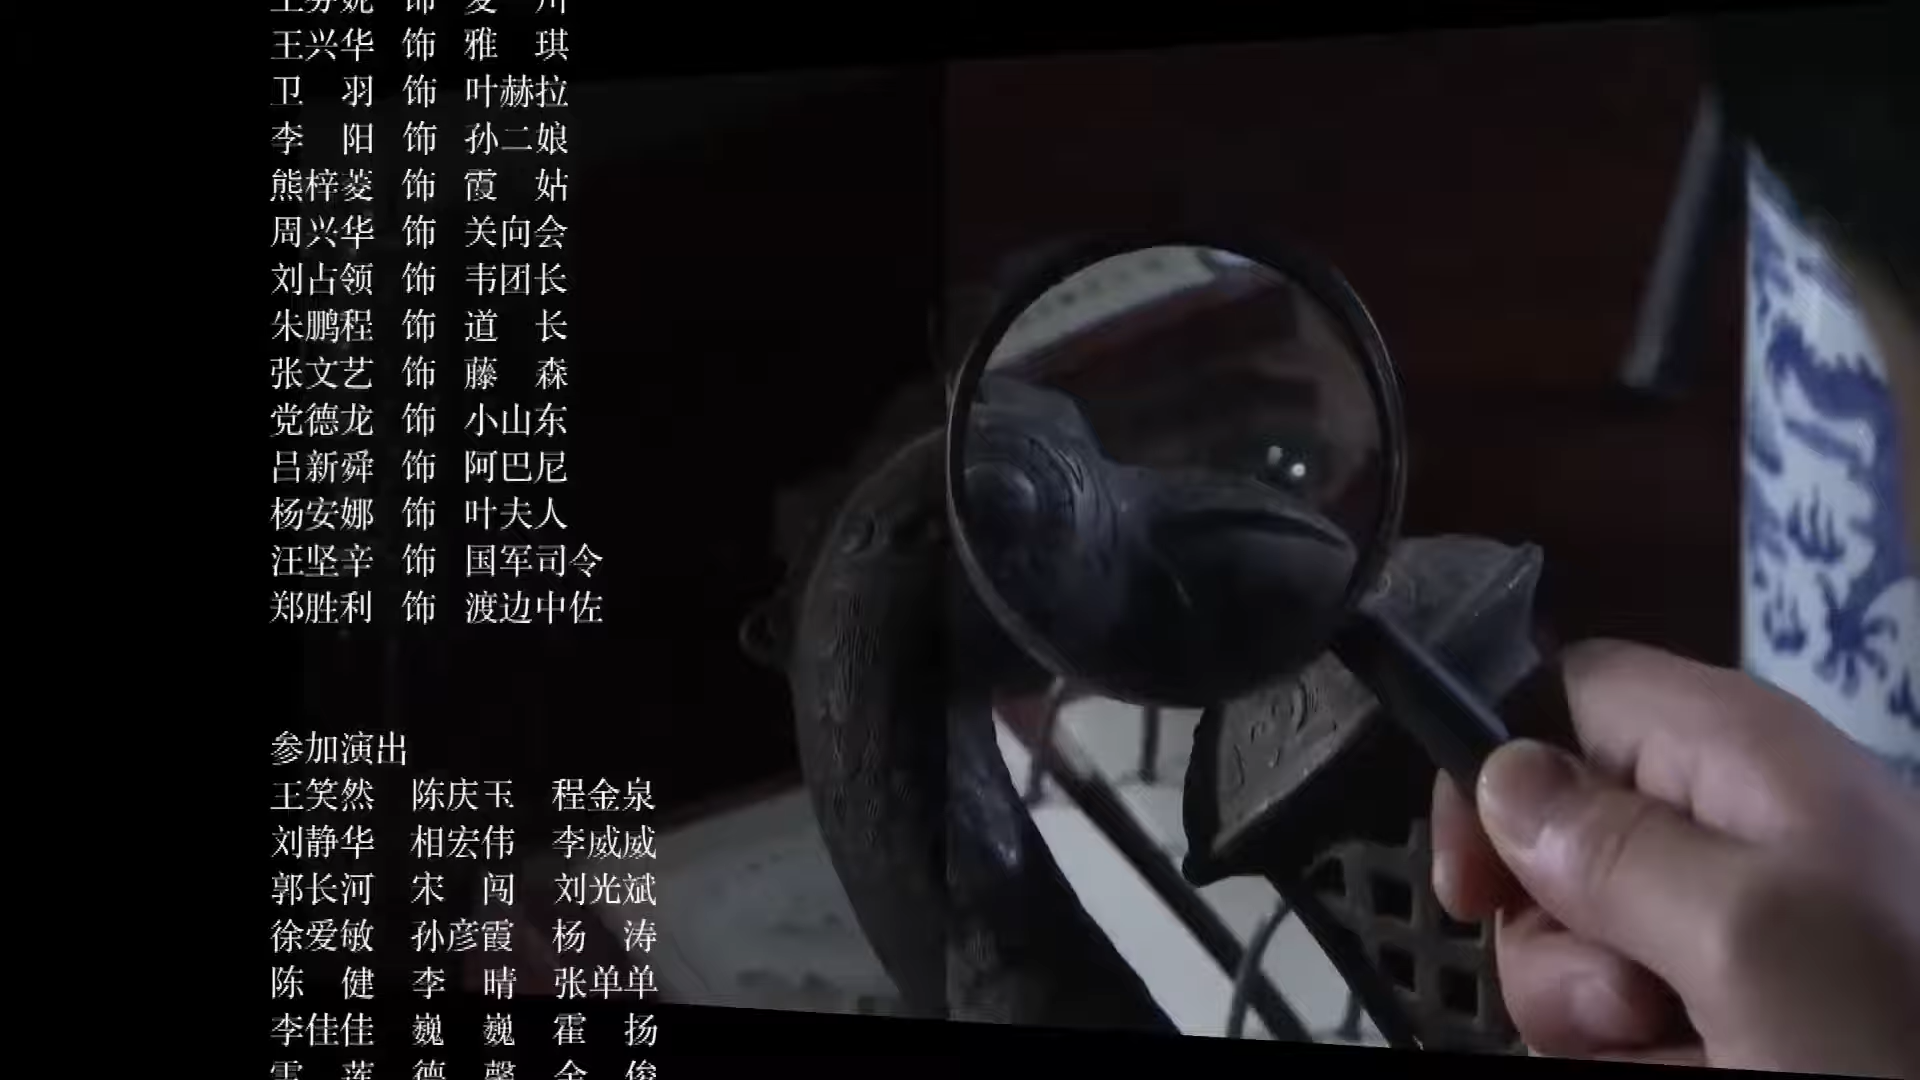 王兴华 饰 雅 琪
卫 羽 饰 叶赫拉
李 阳 饰 孙二娘
熊梓菱 饰 霞 姑
周兴华 饰 关向会
刘占领 饰 韦团长
朱鹏程 饰 道 长
张文艺 饰 藤 森
党德龙 饰 小山东
吕新舜 饰 阿巴尼
杨安娜 饰 叶夫人
汪坚辛 饰 国军司令
郑胜利 饰 渡边中佐
参加演出
王笑然 陈庆玉 程金泉
刘静华 相宏伟 李威威
郭长河 宋 闯 刘光斌
徐爱敏 孙彦霞 杨 涛
陈 健 李 晴 张单单
李佳佳 巍 巍 霍 扬